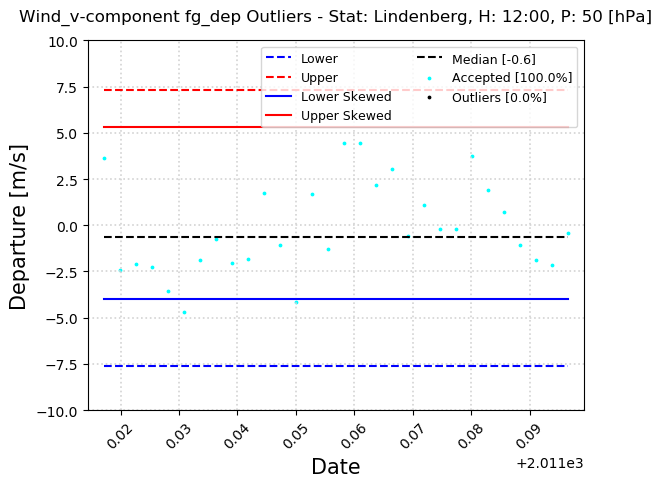 Wind_v-component fg_dep Outliers - Stat: Lindenberg, H: 12:00, P: 50 [hPa]
10.0
7.5
5.0
2.5
0.0
−2.5
−5.0
−7.5
−10.0
Departure [m/s]
Lower
Upper
Lower Skewed
Upper Skewed
Median [-0.6]
Accepted [100.0%]
Outliers [0.0%]
0.02
0.03
0.04
0.05
0.06
0.07
0.08
0.09
+2.011e3
Date